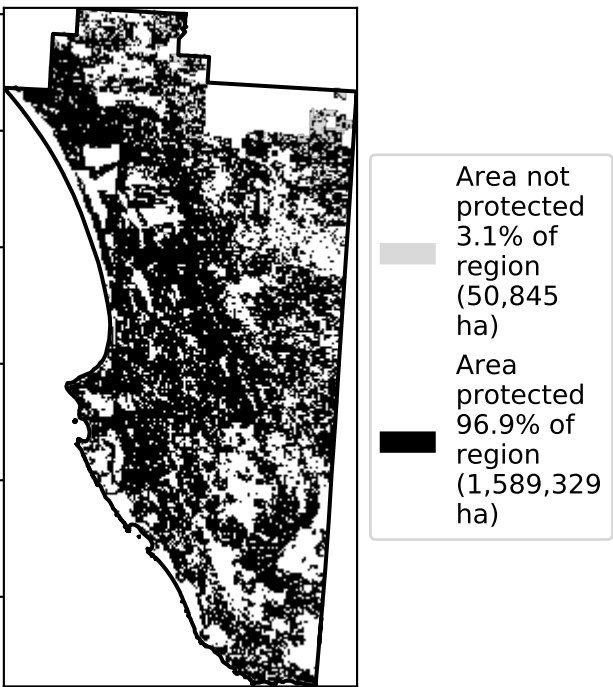 Area not
protected
3.1% of
region
(50,845
ha)
Area
protected
96.9% of
region
(1,589,329
ha)